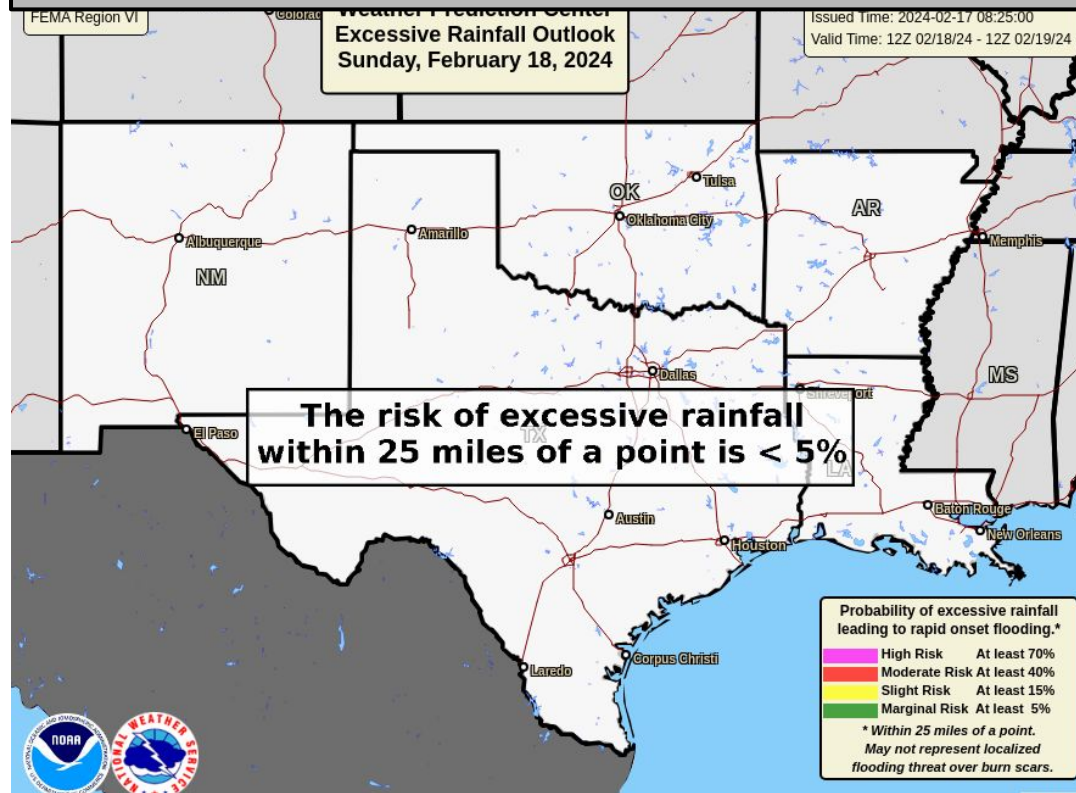 FEMA Region VI
Weather Prediction Center
Excessive Rainfall Outlook
Sunday, February 18, 2024
Issued Time: 2024-02-17 08:25:00
Valid Time: 12Z 02/18/24 - 12Z 02/19/24
Colorad
Tulsa
OK
Oklahoma City
AR
Albuquerque
Amarillo
Memphis
NM
Dallas
MS
Shreveport
The risk of excessive rainfall
within 25 miles of a point is < 5%
El Paso
TX
LA
Austin
Baton Rouge
Houston
New Orleans
Laredo
Corpus Christi
Probability of excessive rainfall
leading to rapid onset flooding.*
High Risk At least 70%
Moderate Risk At least 40%
Slight Risk At least 15%
Marginal Risk At least 5%
* Within 25 miles of a point.
May not represent localized
flooding threat over burn scars.
NOAA
NATIONAL WEATHER SERVICE